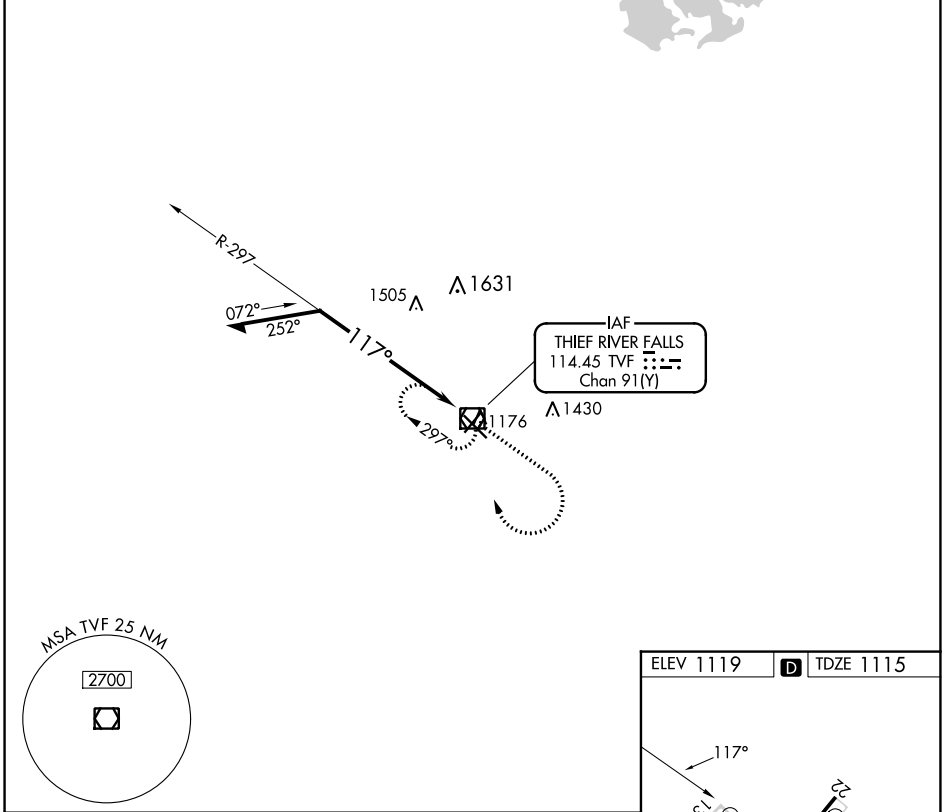 R-297
1505
1631
072°
252°
117°
IAF
THIEF RIVER FALLS
114.45 TVF
Chan 91(Y)
1430
1176
297°
MSA TVF 25 NM
2700
ELEV 1119
D
TDZE 1115
117°
13
22